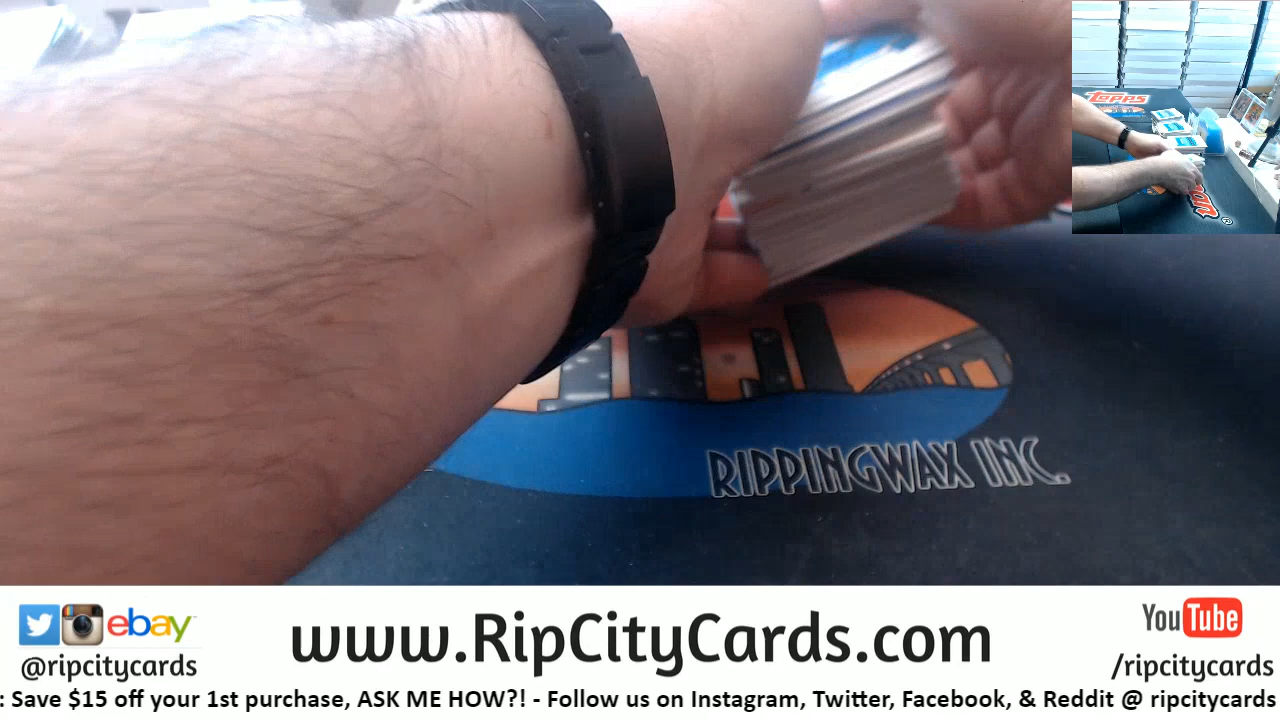 topps
RIPPINGWAX INC.
ebay
@ripcitycards
www.RipCityCards.com
YouTube
/ripcitycards
: Save $15 off your 1st purchase, ASK ME HOW?! - Follow us on Instagram, Twitter, Facebook, & Reddit @ ripcitycards